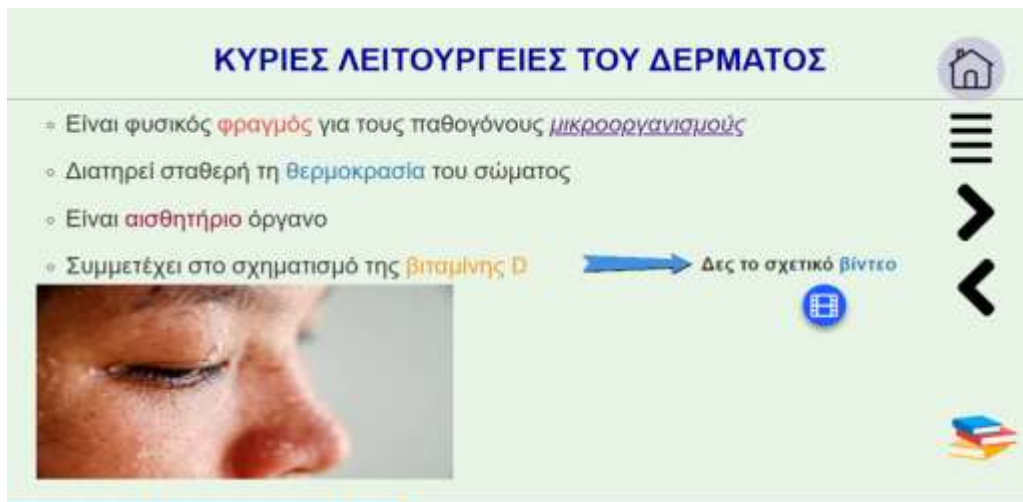 ΚΥΡΙΕΣ ΛΕΙΤΟΥΡΓΕΙΕΣ ΤΟΥ ΔΕΡΜΑΤΟΣ
Είναι φυσικός φραγμός για τους παθογόνους μικροοργανισμούς
Διατηρεί σταθερή τη θερμοκρασία του σώματος
Είναι αισθητήριο όργανο
Συμμετέχει στο σχηματισμό της βιταμίνης D
Δες το σχετικό βίντεο